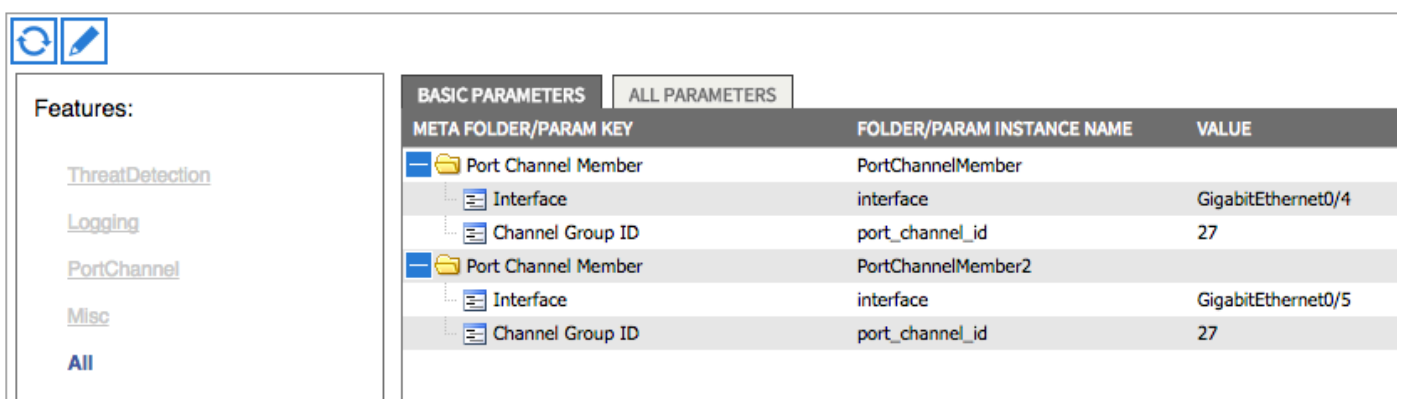 Features:
ThreatDetection
Logging
PortChannel
Misc
All
BASIC PARAMETERS ALL PARAMETERS
META FOLDER/PARAM KEY FOLDER/PARAM INSTANCE NAME VALUE
Port Channel Member PortChannelMember
Interface interface GigabitEthernet0/4
Channel Group ID port_channel_id 27
Port Channel Member PortChannelMember2
Interface interface GigabitEthernet0/5
Channel Group ID port_channel_id 27